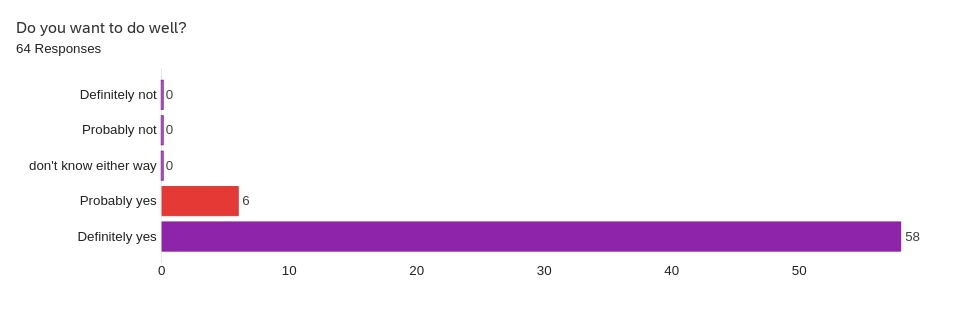 Do you want to do well?
64 Responses
Definitely not 0
Probably not 0
don't know either way 0
Probably yes 6
Definitely yes 58
0 10 20 30 40 50